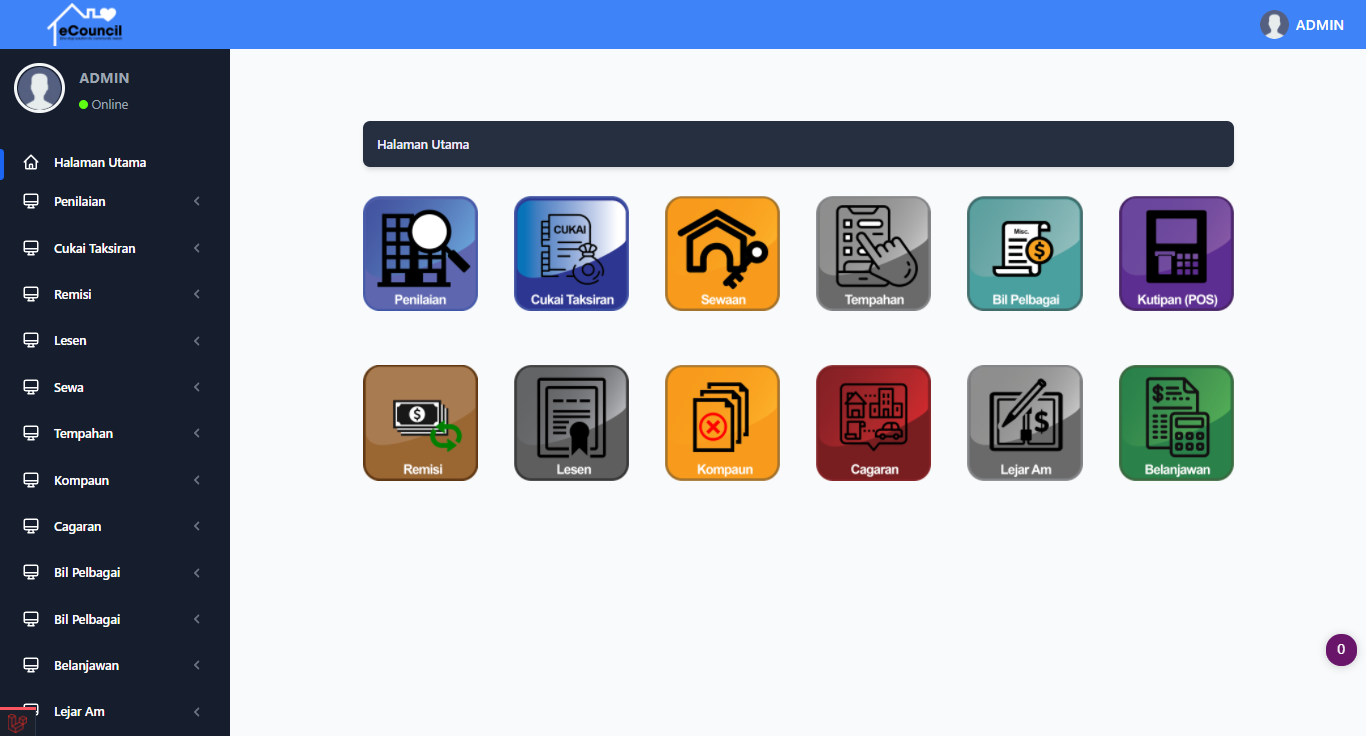 eCouncil
ADMIN
ADMIN
Online
Halaman Utama
Penilaian
Cukai Taksiran
Remisi
Lesen
Sewa
Tempahan
Kompaun
Cagaran
Bil Pelbagai
Bil Pelbagai
Belanjawan
Lejar Am
Halaman Utama
Penilaian
CUKAI
Cukai Taksiran
Sewaan
Tempahan
Misc.
$
Bil Pelbagai
Kutipan (POS)
$
Remisi
Lesen
Kompaun
Cagaran
$
Lejar Am
$
Belanjawan
0